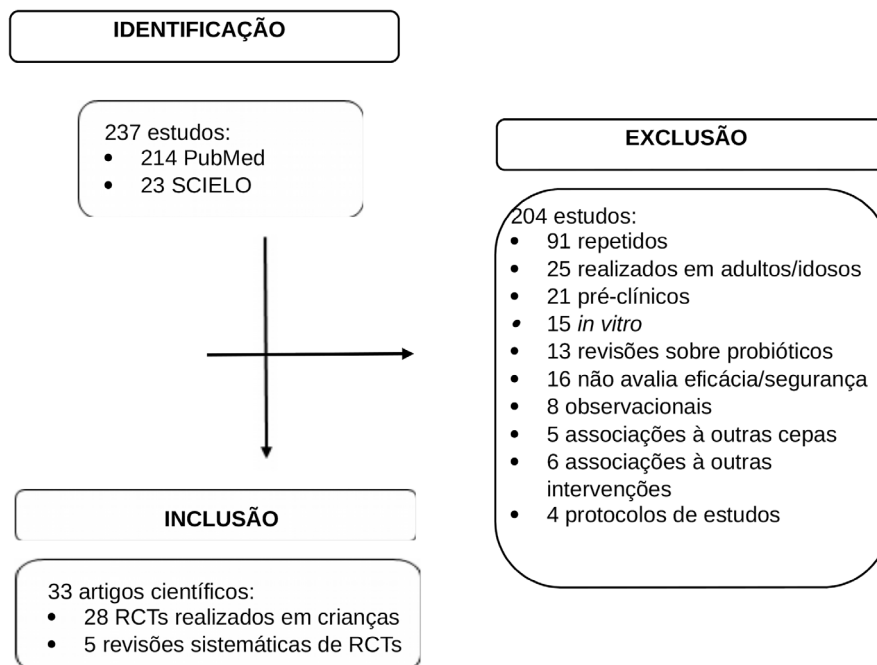 IDENTIFICAÇÃO
237 estudos:
• 214 PubMed
• 23 SCIELO
EXCLUSÃO
204 estudos:
• 91 repetidos
• 25 realizados em adultos/idosos
• 21 pré-clínicos
• 15 in vitro
• 13 revisões sobre probióticos
• 16 não avalia eficácia/segurança
• 8 observacionais
• 5 associações à outras cepas
• 6 associações à outras
intervenções
• 4 protocolos de estudos
INCLUSÃO
33 artigos científicos:
• 28 RCTs realizados em crianças
• 5 revisões sistemáticas de RCTs